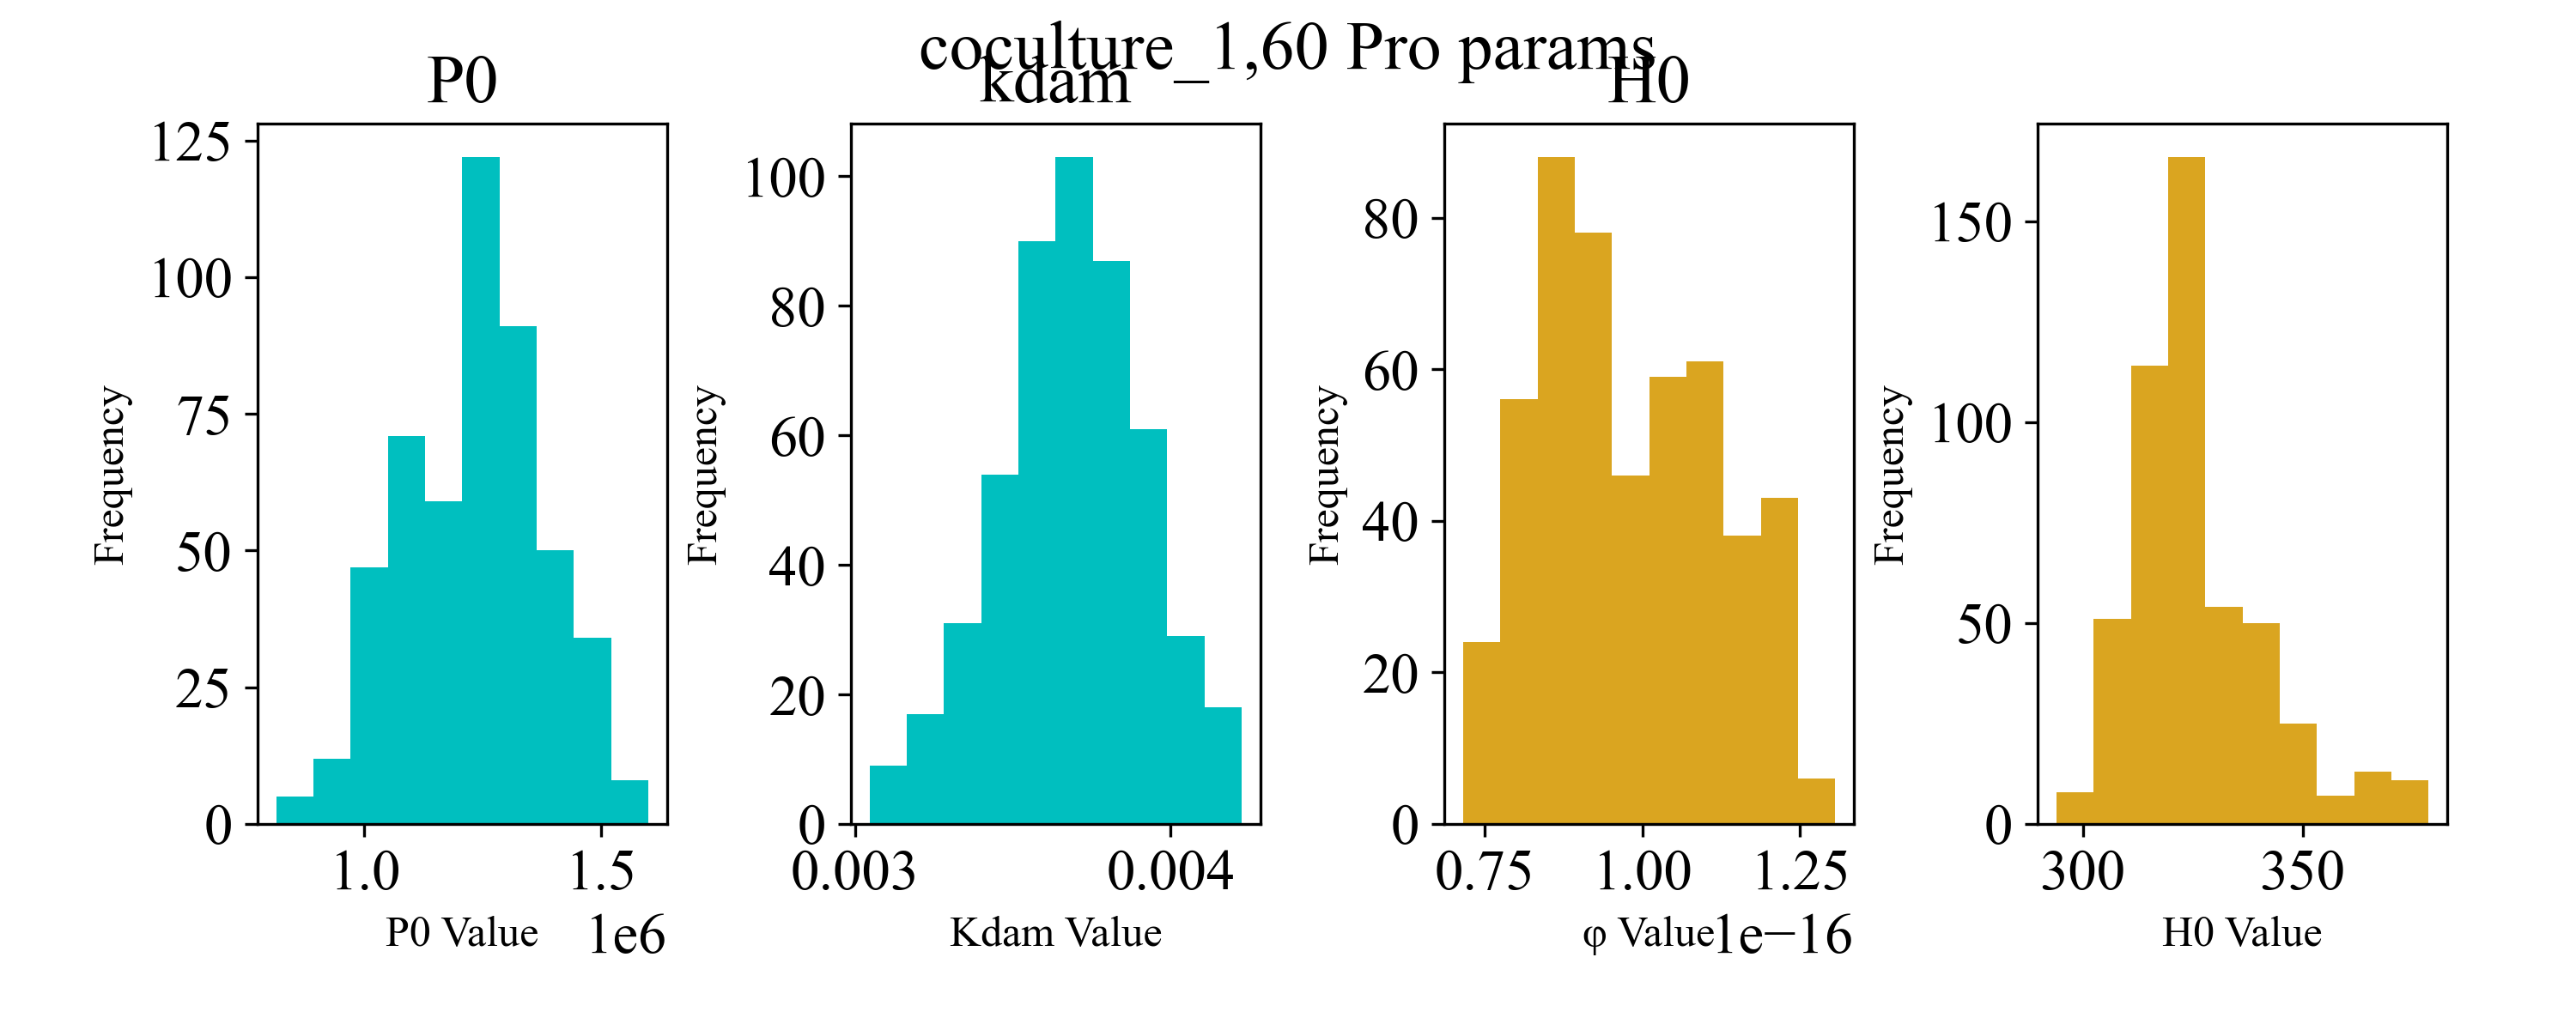 coculture_1,60 Pro params
P0
kdam
H0
125
100
75
50
25
0
Frequency
1.0
1.5
P0 Value
1e6
100
80
60
40
20
0
Frequency
0.003
0.004
Kdam Value
80
60
40
20
0
Frequency
0.75
1.00
1.25
φ Value
1e−16
150
100
50
0
Frequency
300
350
H0 Value